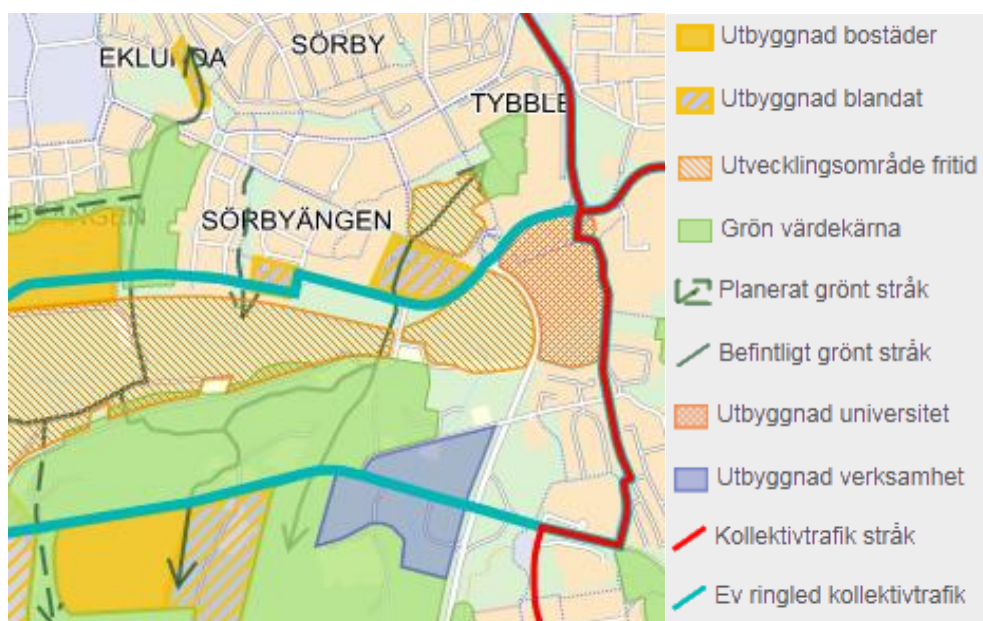 EKLUNDA
SÖRBY
TYBBLE
SÖRBYÄNGEN
Utbyggnad bostäder
Utbyggnad blandat
Utvecklingsområde fritid
Grön värdekärna
Planerat grönt stråk
Befintligt grönt stråk
Utbyggnad universitet
Utbyggnad verksamhet
Kollektivtrafik stråk
Ev ringled kollektivtrafik